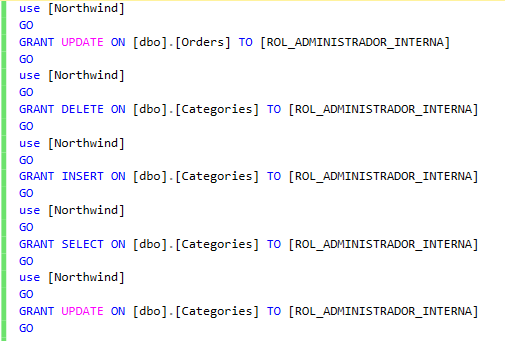 use [Northwind]
GO
GRANT UPDATE ON [dbo].[Orders] TO [ROL_ADMINISTRADOR_INTERNA]
GO
use [Northwind]
GO
GRANT DELETE ON [dbo].[Categories] TO [ROL_ADMINISTRADOR_INTERNA]
GO
use [Northwind]
GO
GRANT INSERT ON [dbo].[Categories] TO [ROL_ADMINISTRADOR_INTERNA]
GO
use [Northwind]
GO
GRANT SELECT ON [dbo].[Categories] TO [ROL_ADMINISTRADOR_INTERNA]
GO
use [Northwind]
GO
GRANT UPDATE ON [dbo].[Categories] TO [ROL_ADMINISTRADOR_INTERNA]
GO